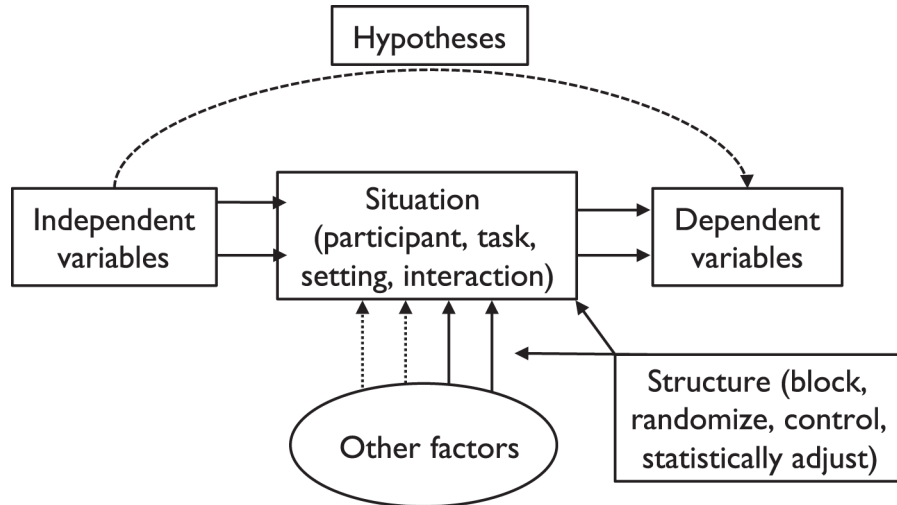 Hypotheses
Independent
variables
Situation
(participant, task,
setting, interaction)
Dependent
variables
Other factors
Structure (block,
randomize, control,
statistically adjust)